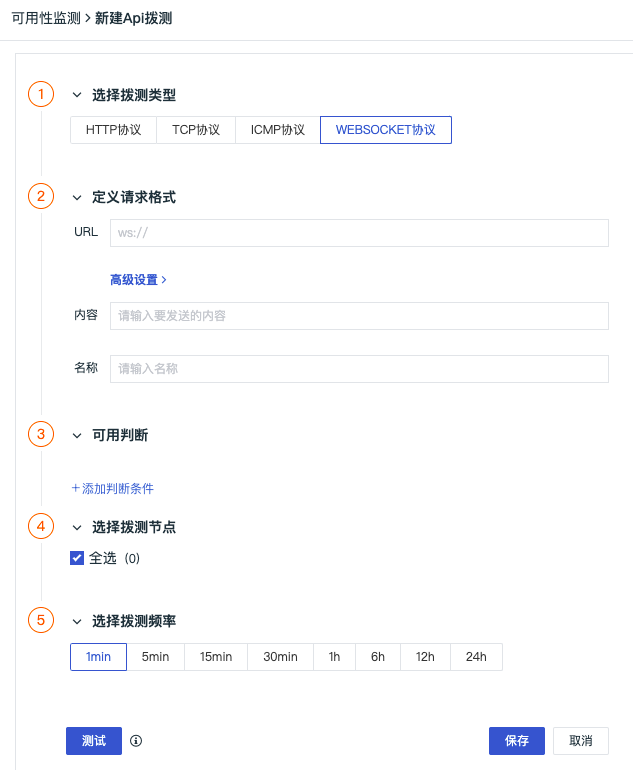 可用性监测 > 新建Api拨测
1 选择拨测类型
HTTP协议 TCP协议 ICMP协议 WEBSOCKET协议
2 定义请求格式
URL ws://
高级设置 >
内容 请输入要发送的内容
名称 请输入名称
3 可用判断
+添加判断条件
4 选择拨测节点
全选 (0)
5 选择拨测频率
1min 5min 15min 30min 1h 6h 12h 24h
测试 保存 取消